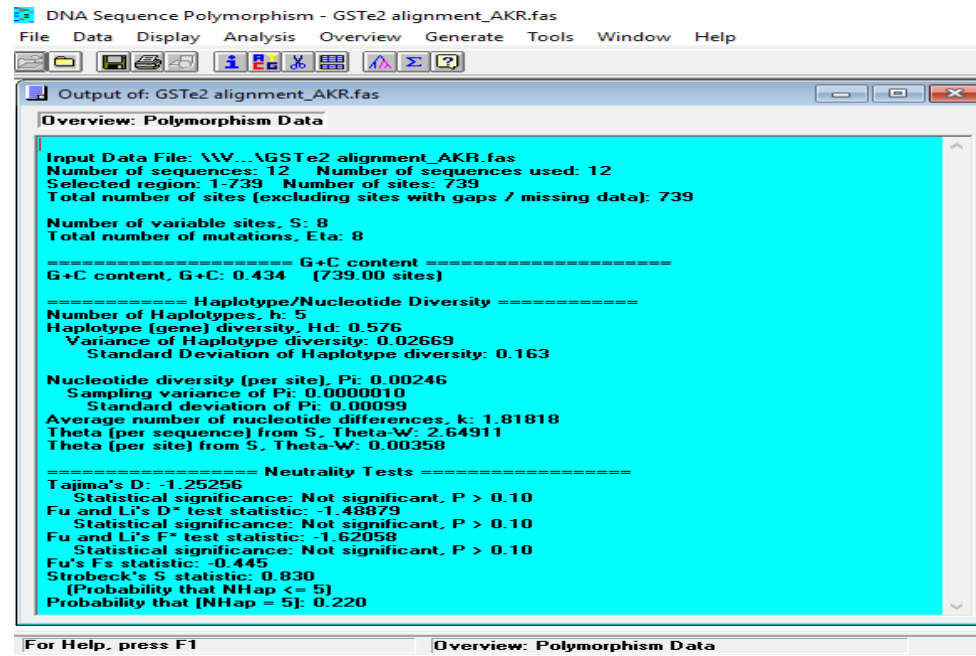 DNA Sequence Polymorphism - GSTe2 alignment_AKR.fas
File Data Display Analysis Overview Generate Tools Window Help
Output of: GSTe2 alignment_AKR.fas
Overview: Polymorphism Data
Input Data File: \\V...\GSTe2 alignment_AKR.fas
Number of sequences: 12 Number of sequences used: 12
Selected region: 1-739 Number of sites: 739
Total number of sites (excluding sites with gaps / missing data): 739
Number of variable sites, S: 8
Total number of mutations, Eta: 8
===================== G+C content =====================
G+C content, G+C: 0.434 (739.00 sites)
============ Haplotype/Nucleotide Diversity ============
Number of Haplotypes, h: 5
Haplotype (gene) diversity, Hd: 0.576
Variance of Haplotype diversity: 0.02669
Standard Deviation of Haplotype diversity: 0.163
Nucleotide diversity (per site), Pi: 0.00246
Sampling variance of Pi: 0.0000010
Standard deviation of Pi: 0.00099
Average number of nucleotide differences, k: 1.81818
Theta (per sequence) from S, Theta-W: 2.64911
Theta (per site) from S, Theta-W: 0.00358
================== Neutrality Tests ==================
Tajima's D: -1.25256
Statistical significance: Not significant, P > 0.10
Fu and Li's D* test statistic: -1.48879
Statistical significance: Not significant, P > 0.10
Fu and Li's F* test statistic: -1.62058
Statistical significance: Not significant, P > 0.10
Fu's Fs statistic: -0.445
Strobeck's S statistic: 0.830
(Probability that NHap <= 5)
Probability that [NHap = 5]: 0.220
For Help, press F1
Overview: Polymorphism Data